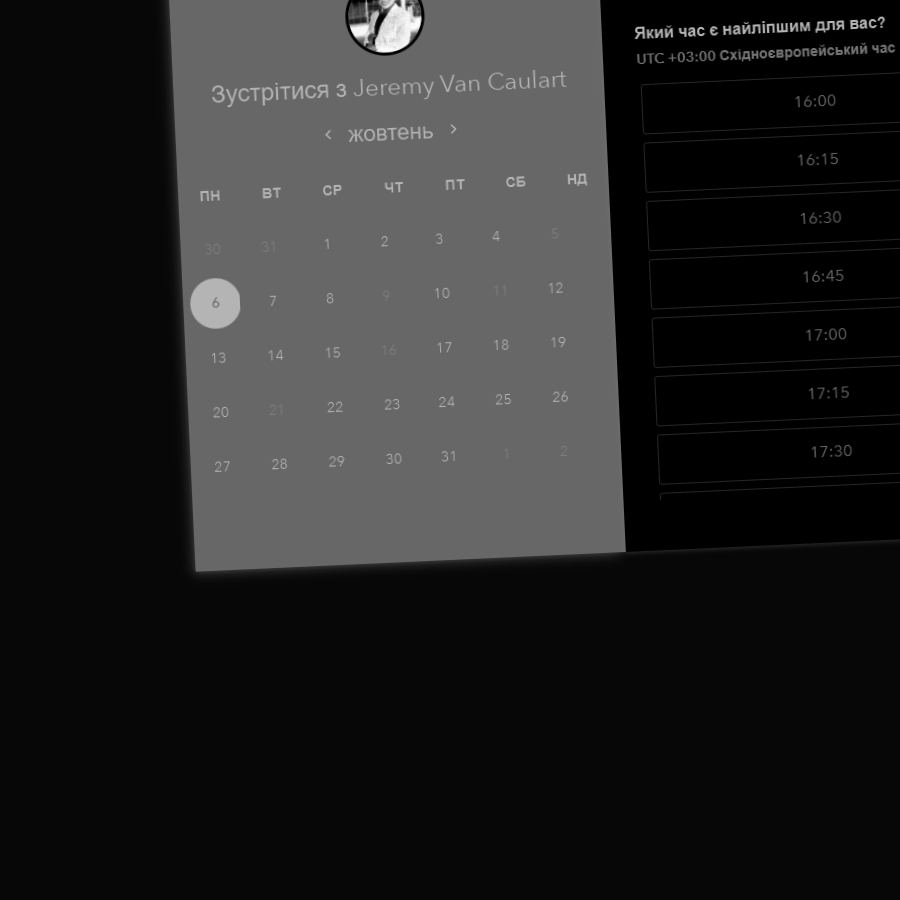 Зустрітися з Jeremy Van Caulart
жовтень
ПН ВТ СР ЧТ ПТ СБ НД
30 31 1 2 3 4 5
6 7 8 9 10 11 12
13 14 15 16 17 18 19
20 21 22 23 24 25 26
27 28 29 30 31 1 2
Який час є найліпшим для вас?
UTC +03:00 Східноєвропейський час
16:00
16:15
16:30
16:45
17:00
17:15
17:30